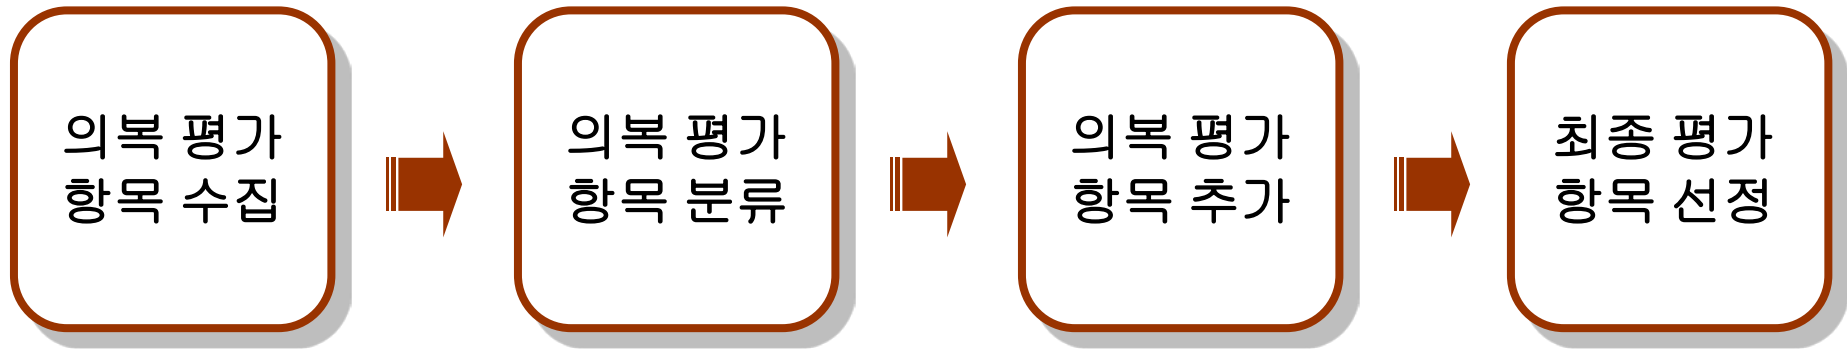 의복 평가
항목 수집
의복 평가
항목 분류
의복 평가
항목 추가
최종 평가
항목 선정